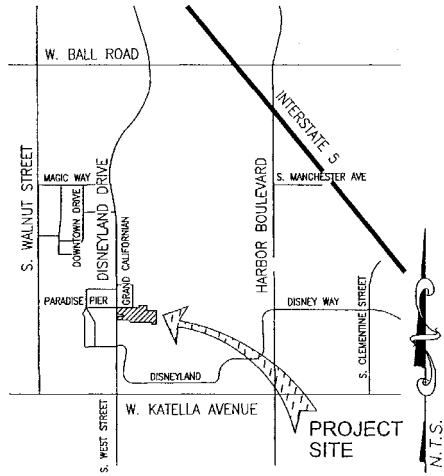 W. BALL ROAD
INTERSTATE 5
S. WALNUT STREET
MAGIC WAY
DOWNTOWN DRIVE
DISNEYLAND DRIVE
S. MANCHESTER AVE
HARBOR BOULEVARD
PARADISE PIER
GRAND CALIFORNIAN
DISNEY WAY
S. CLEMENTINE STREET
DISNEYLAND
W. KATELLA AVENUE
S. WEST STREET
PROJECT
SITE
N.T.S.